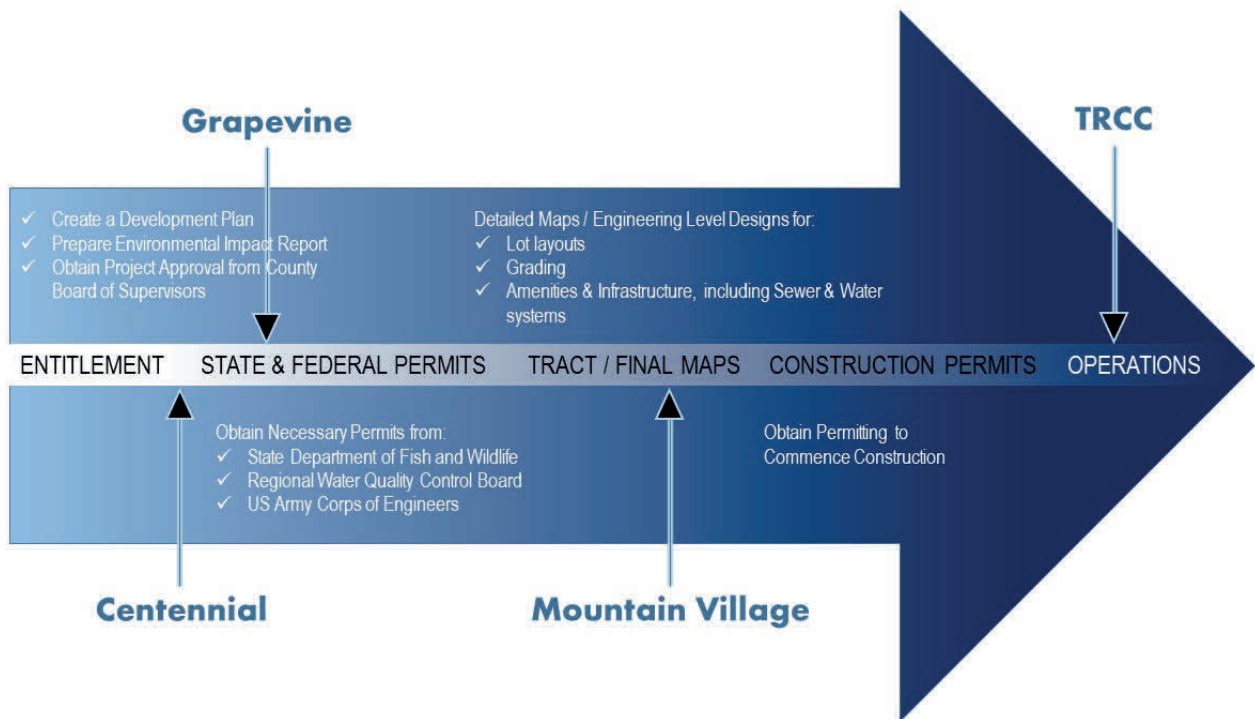 Grapevine
TRCC
✓ Create a Development Plan
✓ Prepare Environmental Impact Report
✓ Obtain Project Approval from County
Board of Supervisors
Detailed Maps / Engineering Level Designs for:
✓ Lot layouts
✓ Grading
✓ Amenities & Infrastructure, including Sewer & Water
systems
ENTITLEMENT
STATE & FEDERAL PERMITS
TRACT / FINAL MAPS
CONSTRUCTION PERMITS
OPERATIONS
Obtain Necessary Permits from:
✓ State Department of Fish and Wildlife
✓ Regional Water Quality Control Board
✓ US Army Corps of Engineers
Obtain Permitting to
Commence Construction
Centennial
Mountain Village